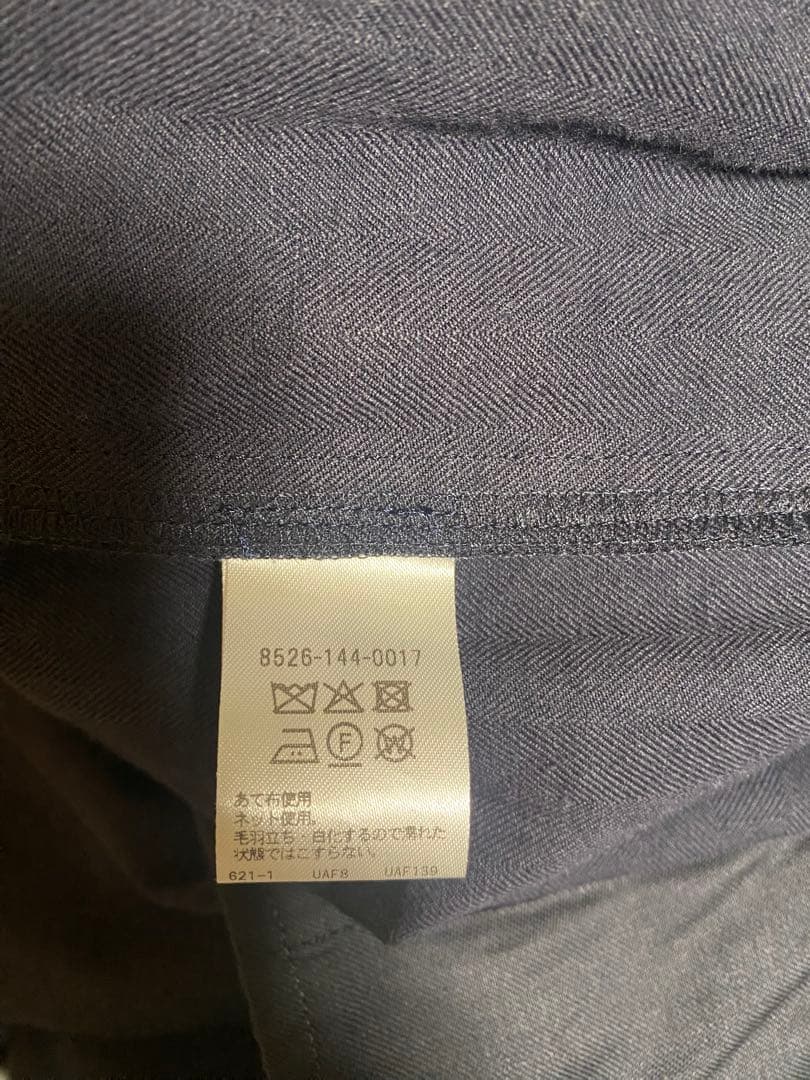 8526-144-0017
F W
あて布使用
ネット使用。
毛羽立ち・白化するので濡れた
状態ではこすらない。
621-1 UAF8 UAF139